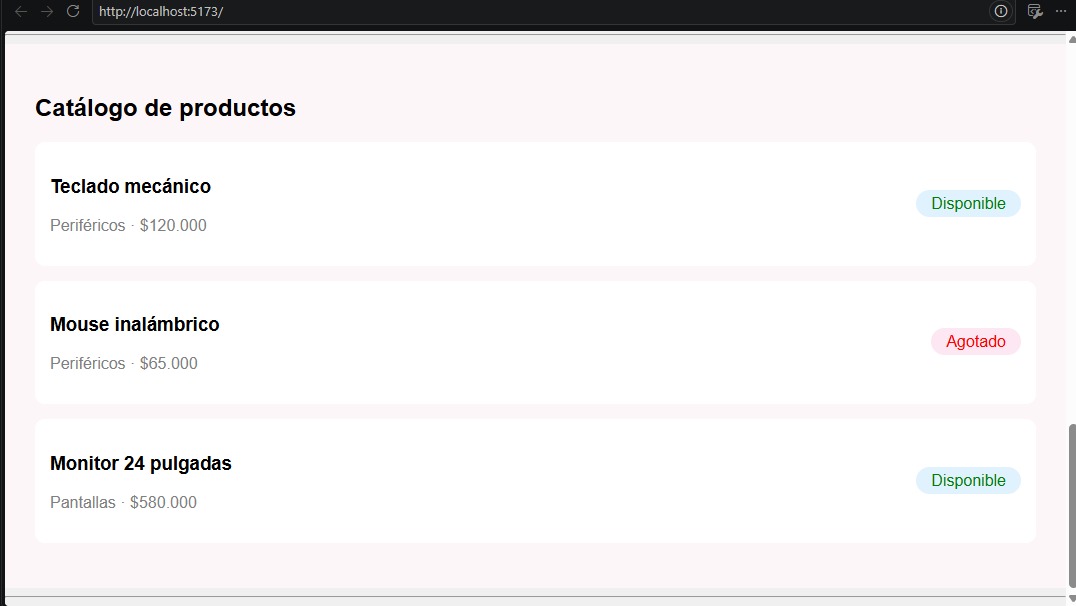 http://localhost:5173/
Catálogo de productos
Teclado mecánico
Periféricos · $120.000
Disponible
Mouse inalámbrico
Periféricos · $65.000
Agotado
Monitor 24 pulgadas
Pantallas · $580.000
Disponible